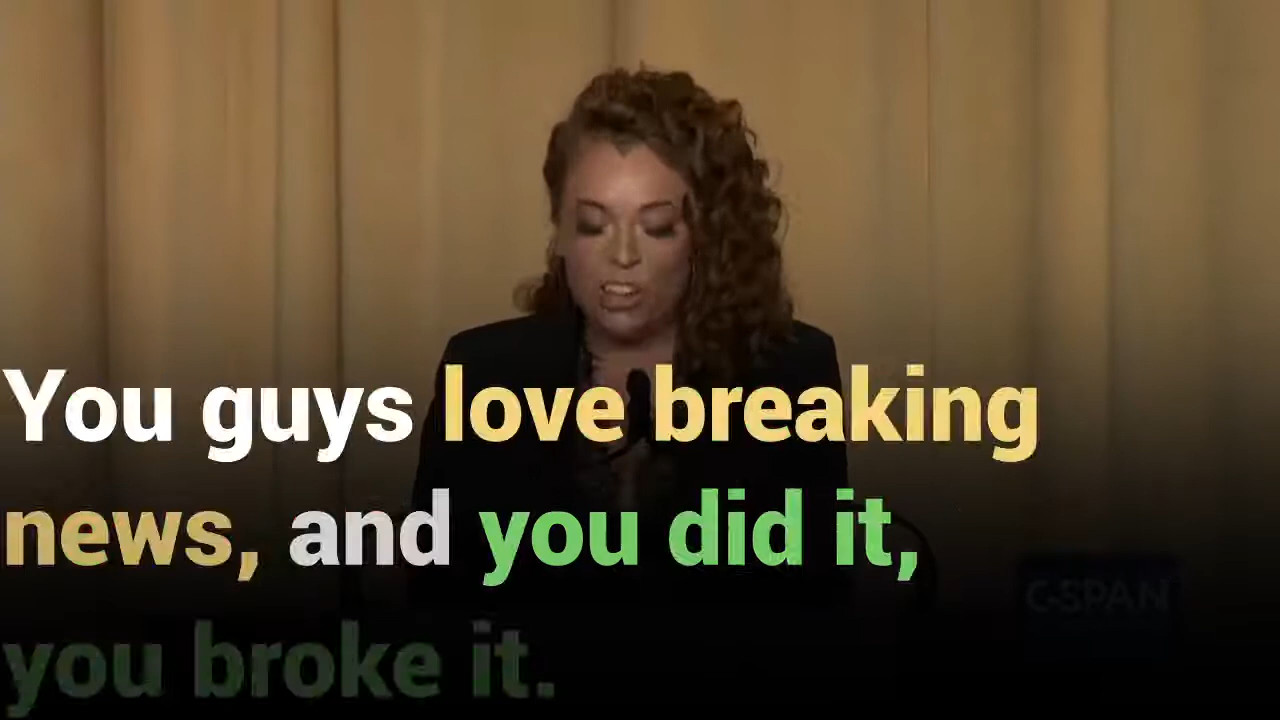 You guys love breaking
news, and you did it,
C-SPAN
you broke it.